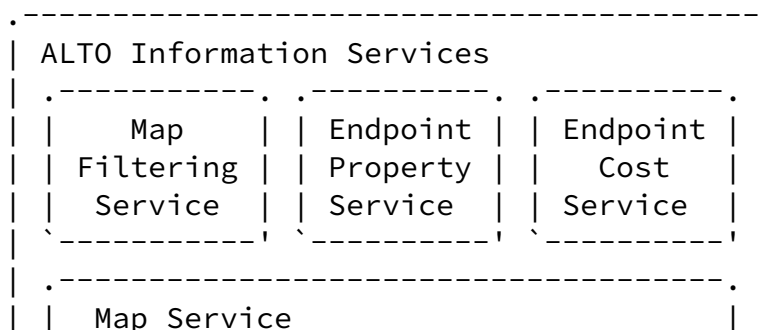 .-----------------------------------------
| ALTO Information Services
| .-----------. .----------. .----------.
| |    Map    | | Endpoint | | Endpoint |
| | Filtering | | Property | |   Cost   |
| |  Service  | | Service  | | Service  |
| `-----------' `----------' `----------'
| .-------------------------------------.
| |  Map Service                        |